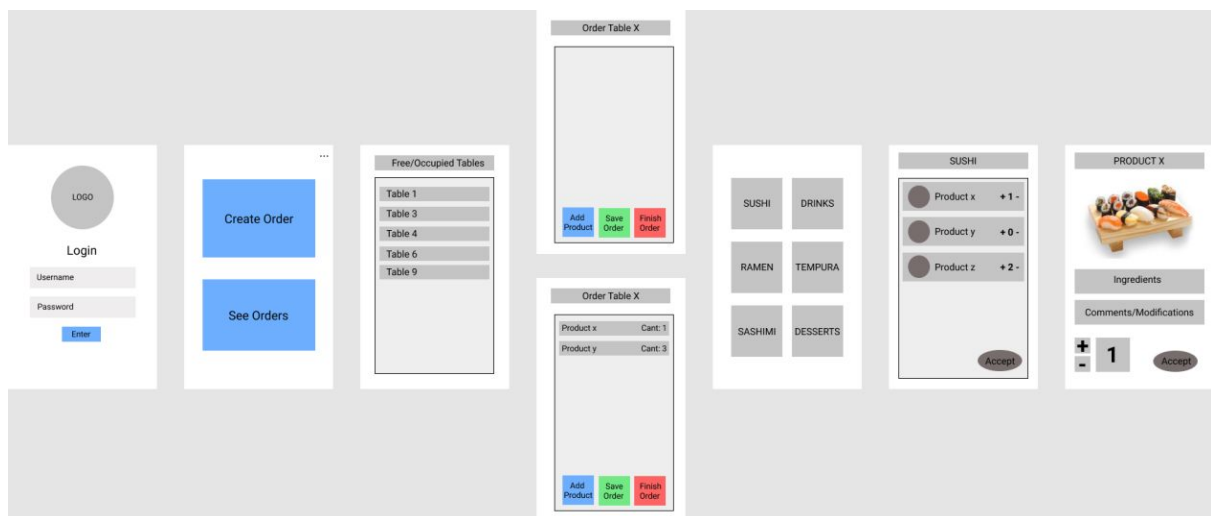 LOGO
Login
Username
Password
Enter
...
Create Order
See Orders
Free/Occupied Tables
Table 1
Table 3
Table 4
Table 6
Table 9
Order Table X
Add
Product
Save
Order
Finish
Order
Order Table X
Product x Cant: 1
Product y Cant: 3
Add
Product
Save
Order
Finish
Order
SUSHI DRINKS
RAMEN TEMPURA
SASHIMI DESSERTS
SUSHI
Product x + 1 -
Product y + 0 -
Product z + 2 -
Accept
PRODUCT X
Ingredients
Comments/Modifications
+
-
1
Accept